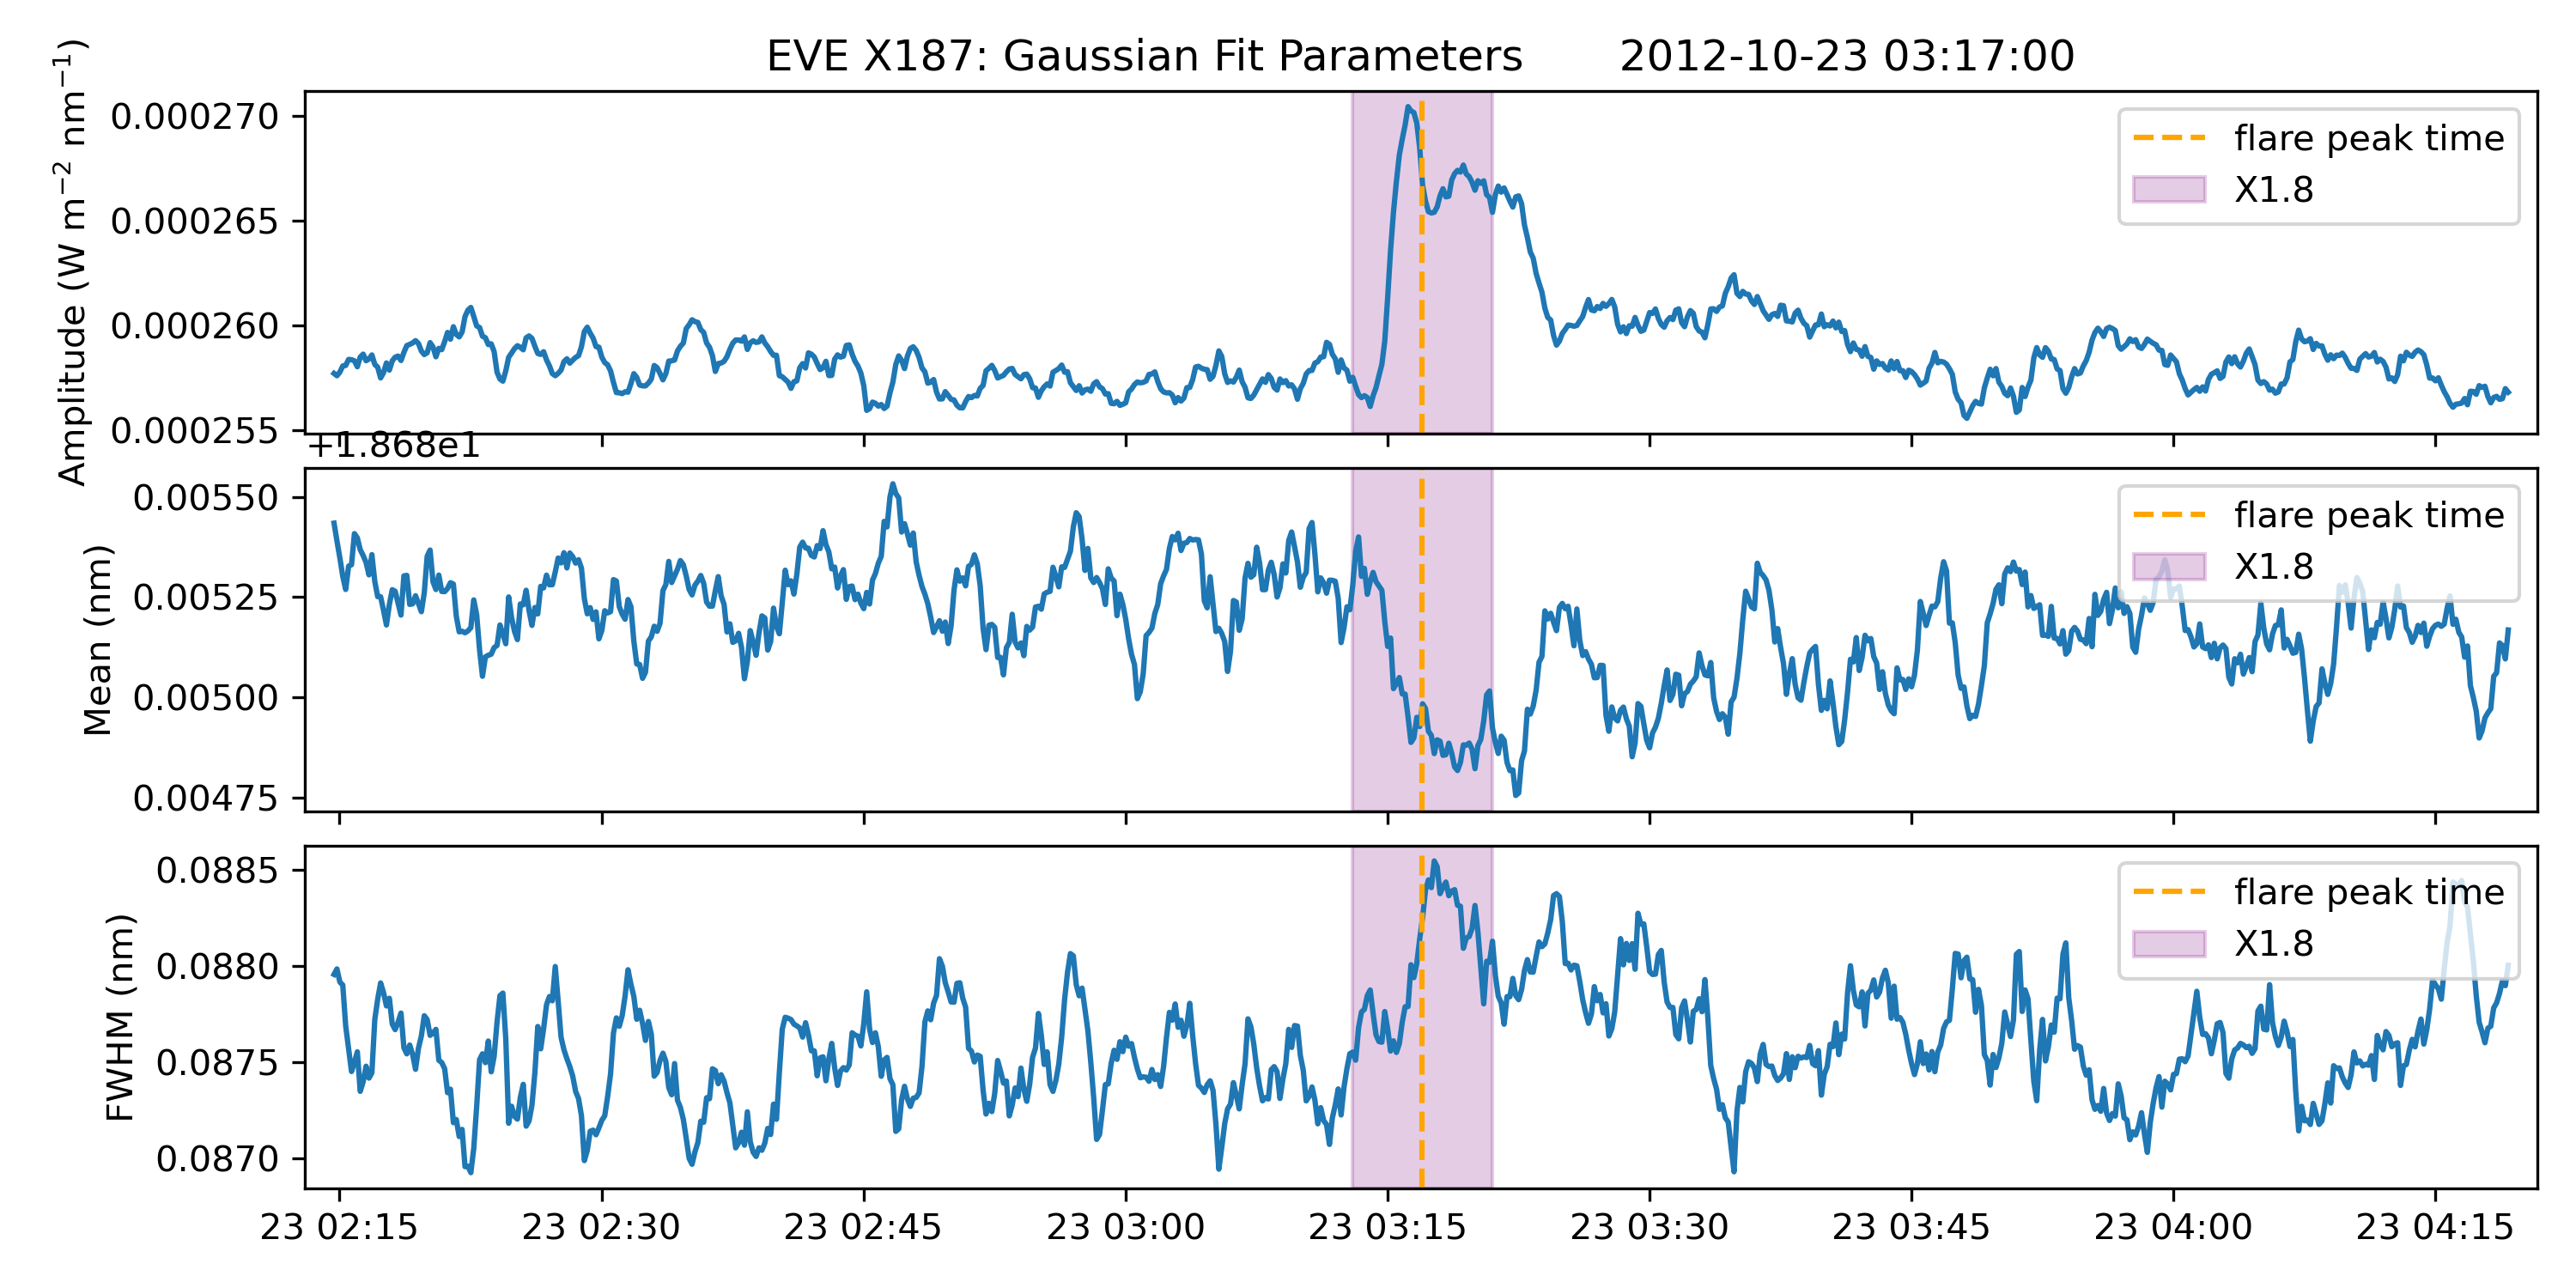 EVE X187: Gaussian Fit Parameters 2012-10-23 03:17:00
Amplitude (W m⁻² nm⁻¹)
0.000270
0.000265
0.000260
0.000255
flare peak time
X1.8
+1.868e1
Mean (nm)
0.00550
0.00525
0.00500
0.00475
flare peak time
X1.8
FWHM (nm)
0.0885
0.0880
0.0875
0.0870
flare peak time
X1.8
23 02:15 23 02:30 23 02:45 23 03:00 23 03:15 23 03:30 23 03:45 23 04:00 23 04:15